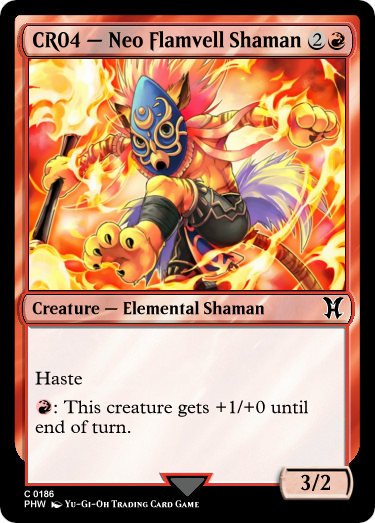 CR04 — Neo Flamvell Shaman 2
Creature — Elemental Shaman
Haste
: This creature gets +1/+0 until
end of turn.
3/2
C 0186
PHW Yu-Gi-Oh Trading Card Game